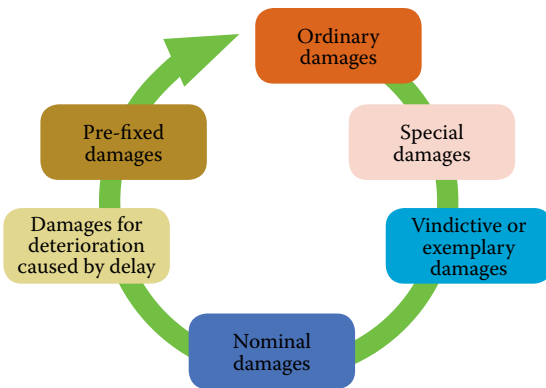 Ordinary
damages
Special
damages
Vindictive or
exemplary
damages
Nominal
damages
Damages for
deterioration
caused by delay
Pre-fixed
damages